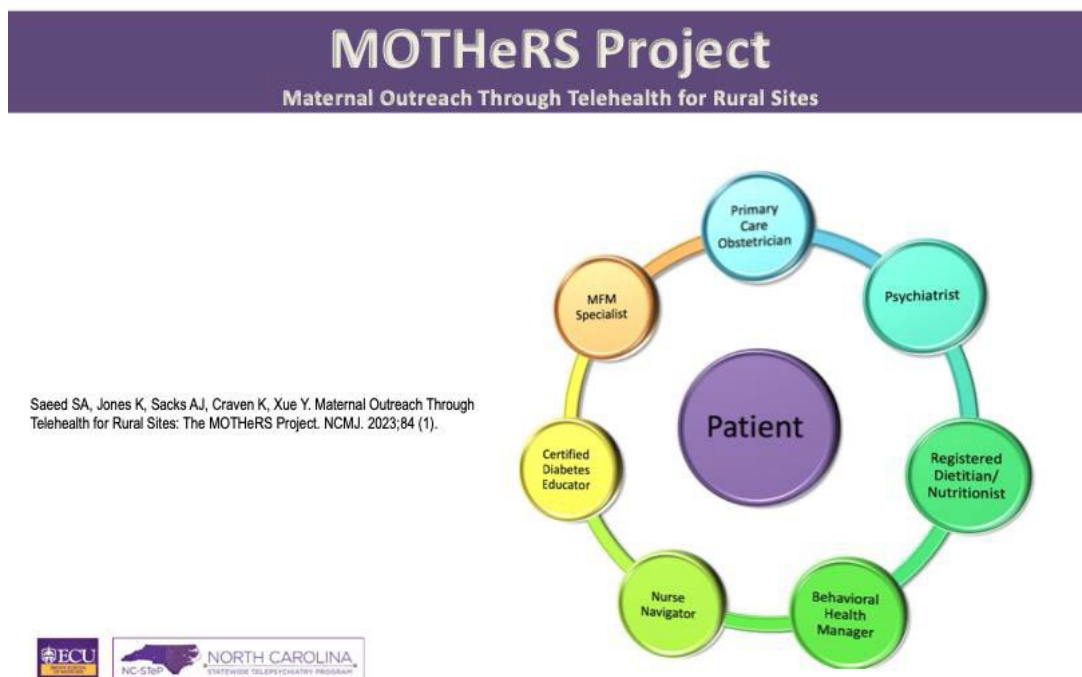 MOTHeRS Project
Maternal Outreach Through Telehealth for Rural Sites
Primary
Care
Obstetrician
Psychiatrist
Registered
Dietitian/
Nutritionist
Behavioral
Health
Manager
Nurse
Navigator
Certified
Diabetes
Educator
MFM
Specialist
Patient
Saeed SA, Jones K, Sacks AJ, Craven K, Xue Y. Maternal Outreach Through
Telehealth for Rural Sites: The MOTHeRS Project. NCMJ. 2023;84 (1).
ECU
NC-STeP
NORTH CAROLINA
STATEWIDE TELEPSYCHIATRY PROGRAM